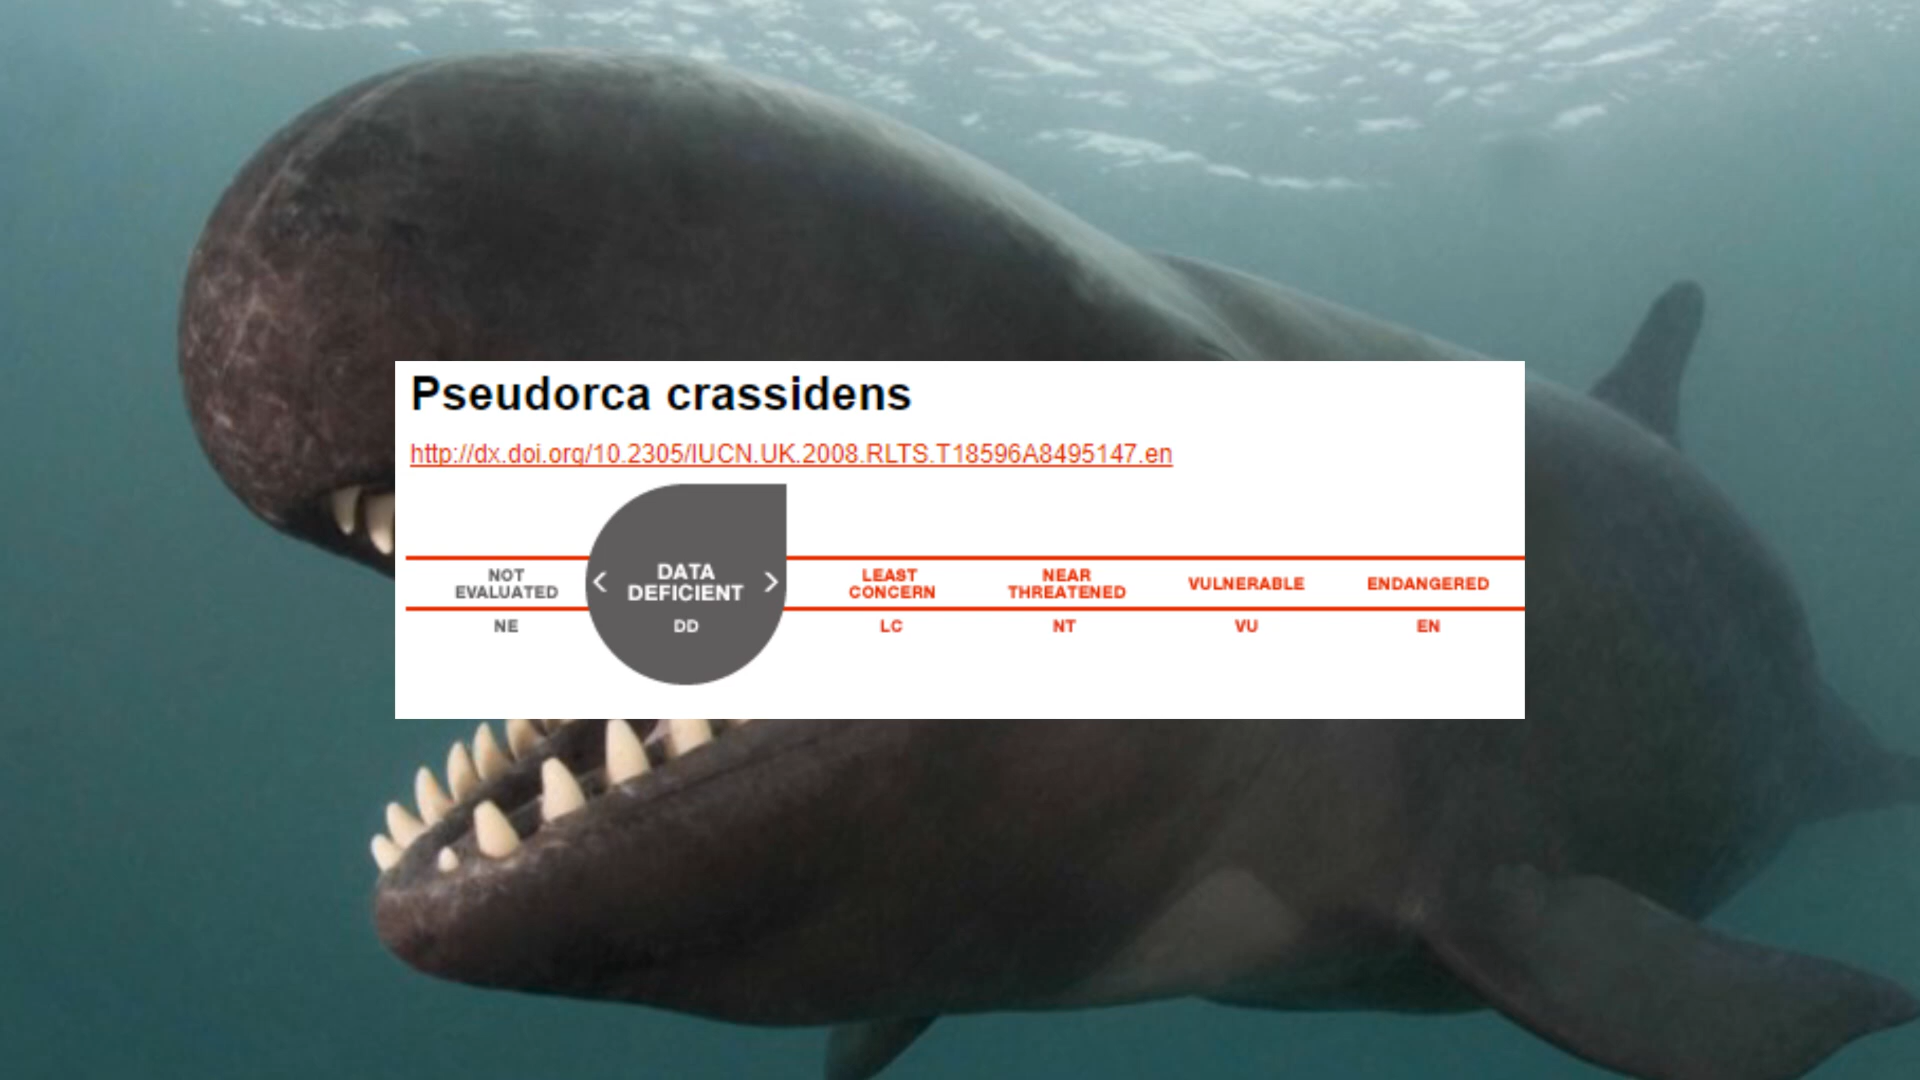 Pseudorca crassidens
http://dx.doi.org/10.2305/IUCN.UK.2008.RLTS.T18596A8495147.en
NOT EVALUATED
NE
< DATA DEFICIENT >
DD
LEAST CONCERN
LC
NEAR THREATENED
NT
VULNERABLE
VU
ENDANGERED
EN